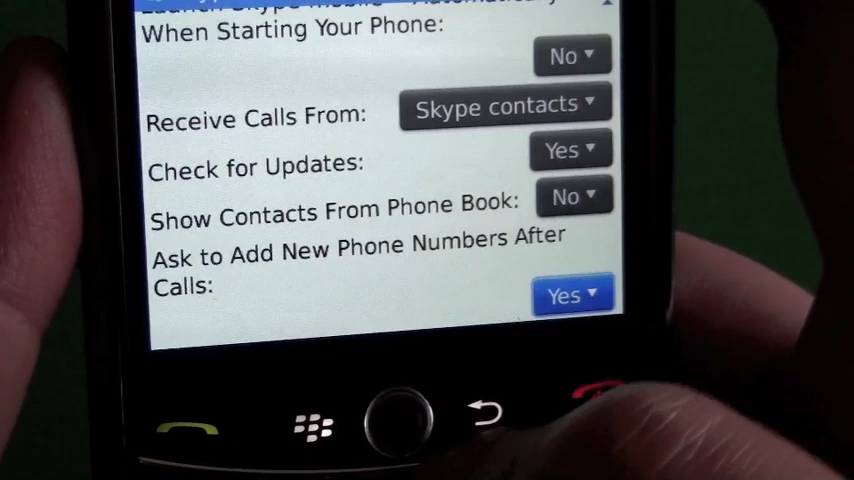 When Starting Your Phone:
No
Receive Calls From: Skype contacts
Check for Updates: Yes
Show Contacts From Phone Book: No
Ask to Add New Phone Numbers After
Calls:
Yes